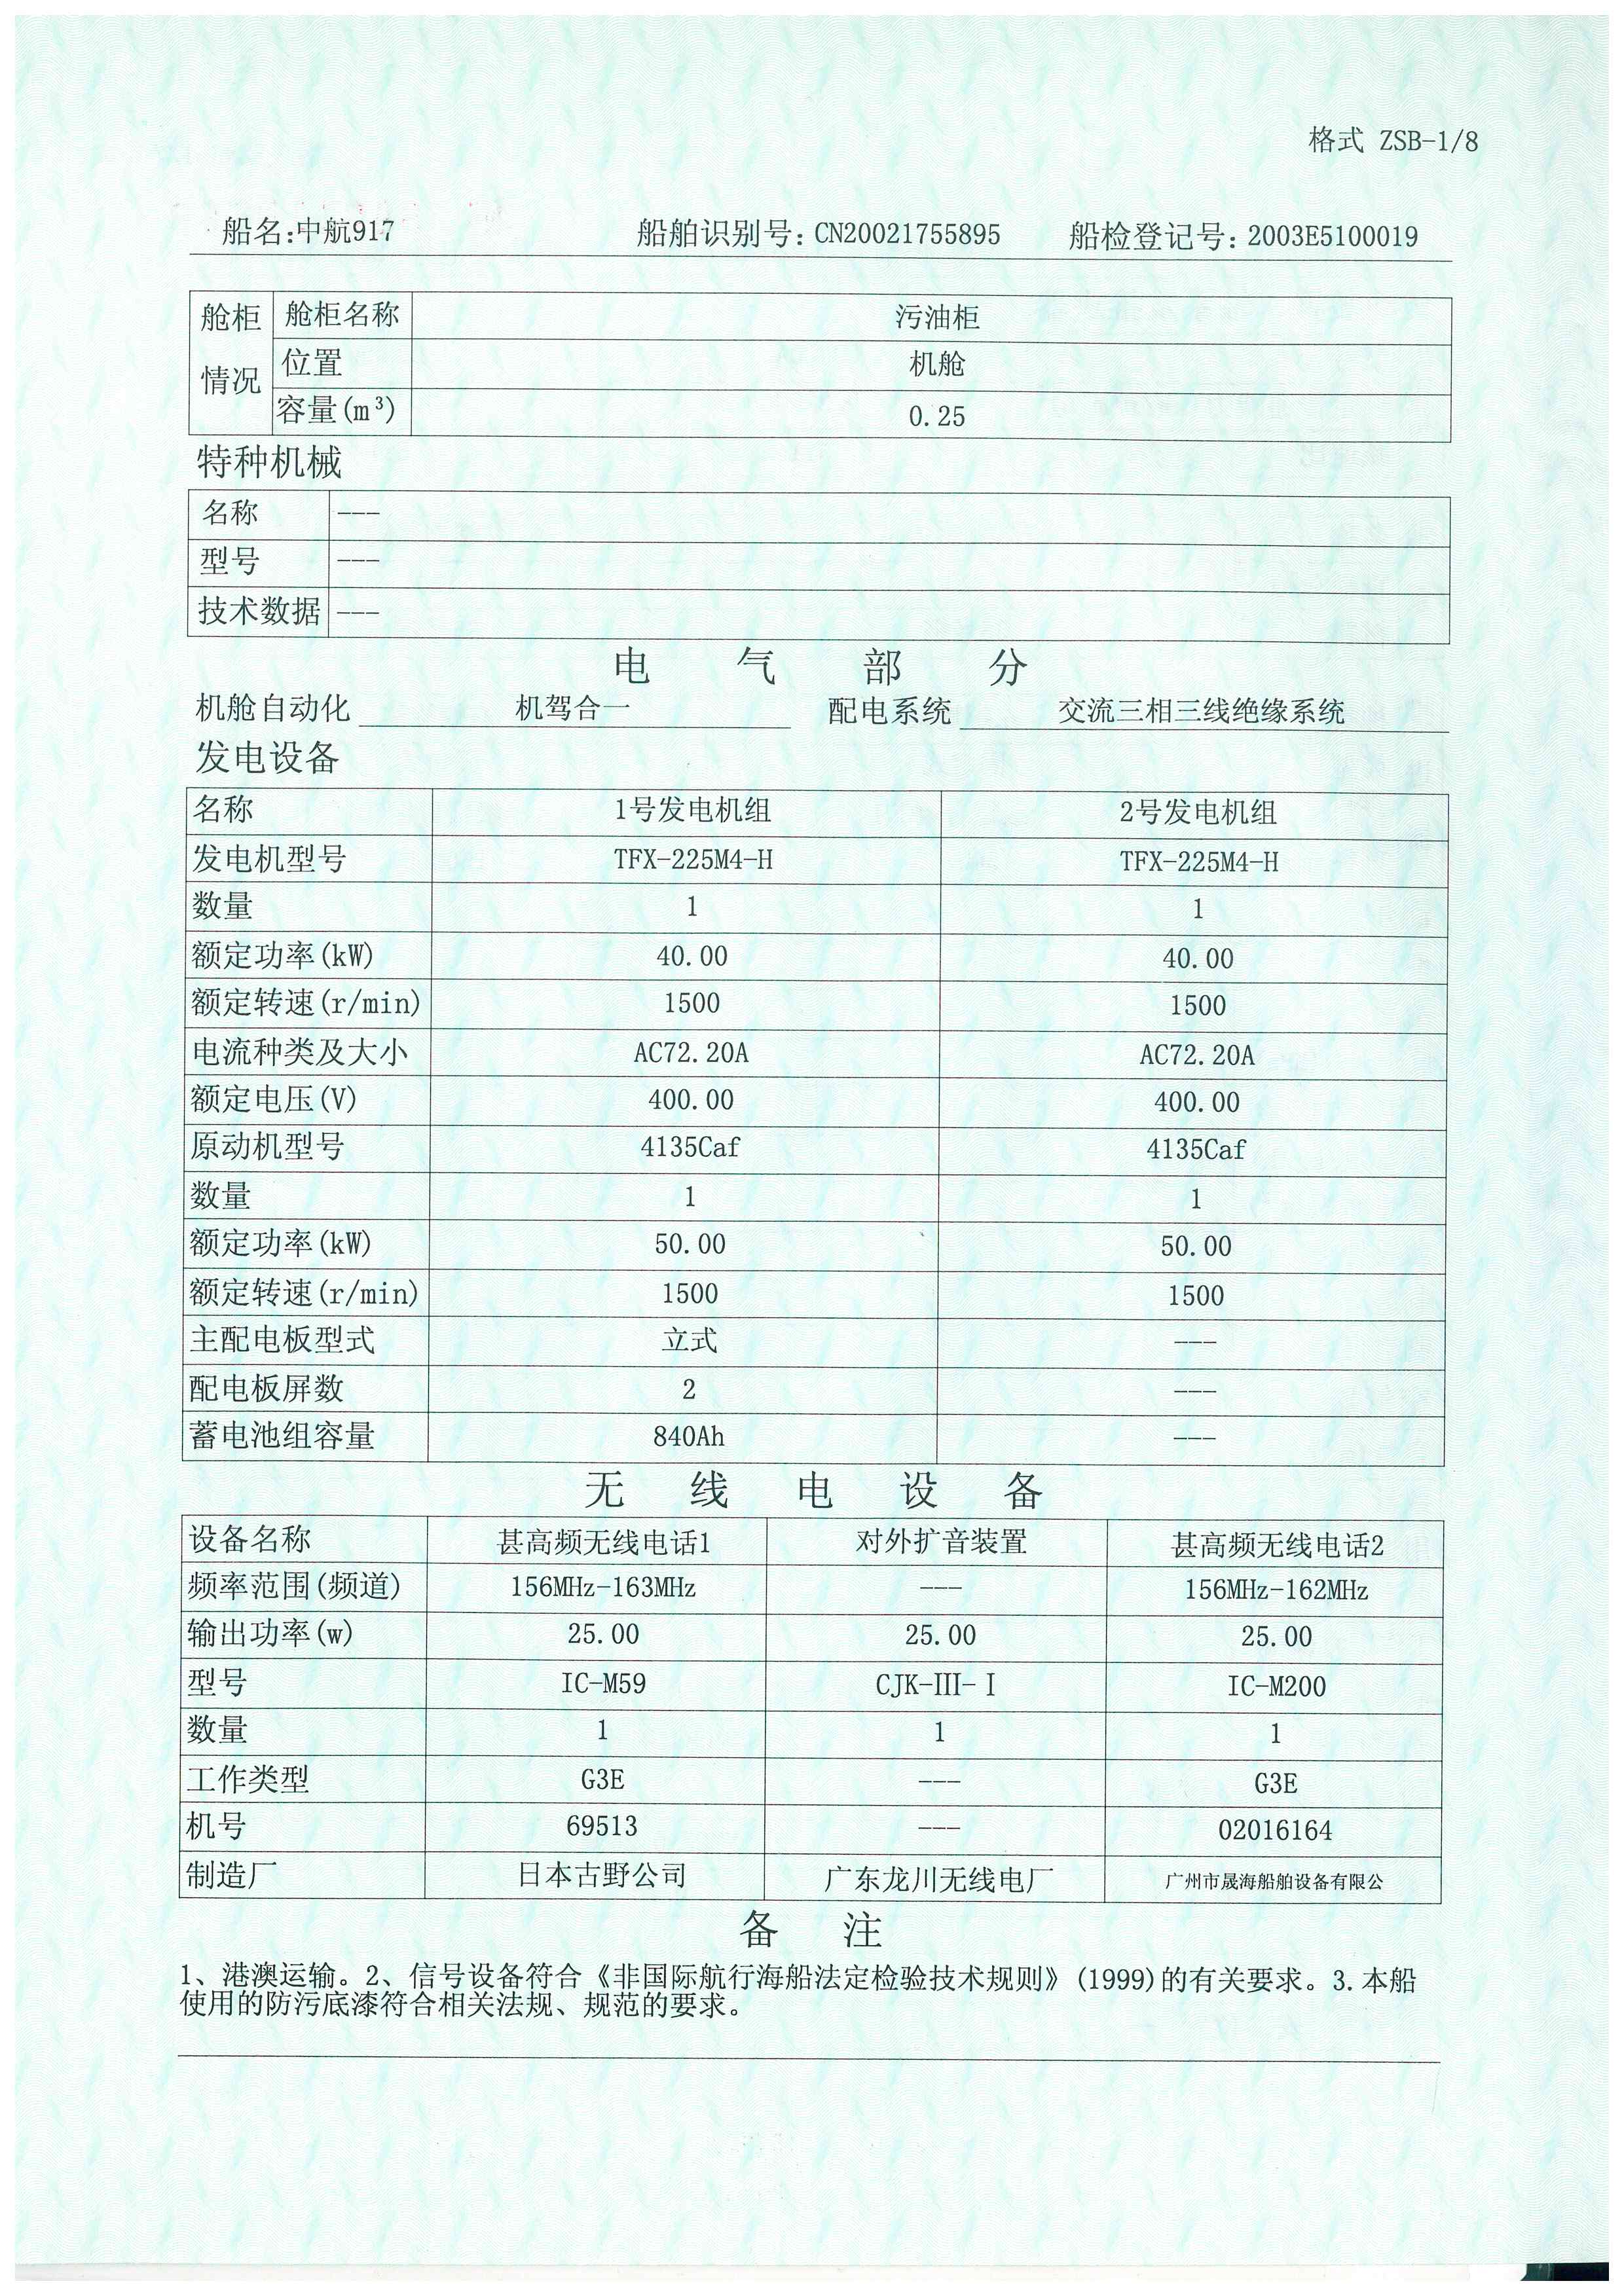 格式 ZSB-1/8
船名:中航917 船舶识别号:CN20021755895 船检登记号:2003E5100019
舱柜情况 舱柜名称 污油柜
位置 机舱
容量(m³) 0.25
特种机械
名称 ---
型号 ---
技术数据 ---
电气部分
机舱自动化 机驾合一 配电系统 交流三相三线绝缘系统
发电设备
名称 1号发电机组 2号发电机组
发电机型号 TFX-225M4-H TFX-225M4-H
数量 1 1
额定功率(kW) 40.00 40.00
额定转速(r/min) 1500 1500
电流种类及大小 AC72.20A AC72.20A
额定电压(V) 400.00 400.00
原动机型号 4135Caf 4135Caf
数量 1 1
额定功率(kW) 50.00 50.00
额定转速(r/min) 1500 1500
主配电板型式 立式 ---
配电板屏数 2 ---
蓄电池组容量 840Ah ---
无线电设备
设备名称 甚高频无线电话1 对外扩音装置 甚高频无线电话2
频率范围(频道) 156MHz-163MHz --- 156MHz-162MHz
输出功率(w) 25.00 25.00 25.00
型号 IC-M59 CJK-III-I IC-M200
数量 1 1 1
工作类型 G3E --- G3E
机号 69513 --- 02016164
制造厂 日本古野公司 广东龙川无线电厂 广州市晟海船舶设备有限公
备注
1、港澳运输。2、信号设备符合《非国际航行海船法定检验技术规则》(1999)的有关要求。3.本船
使用的防污底漆符合相关法规、规范的要求。